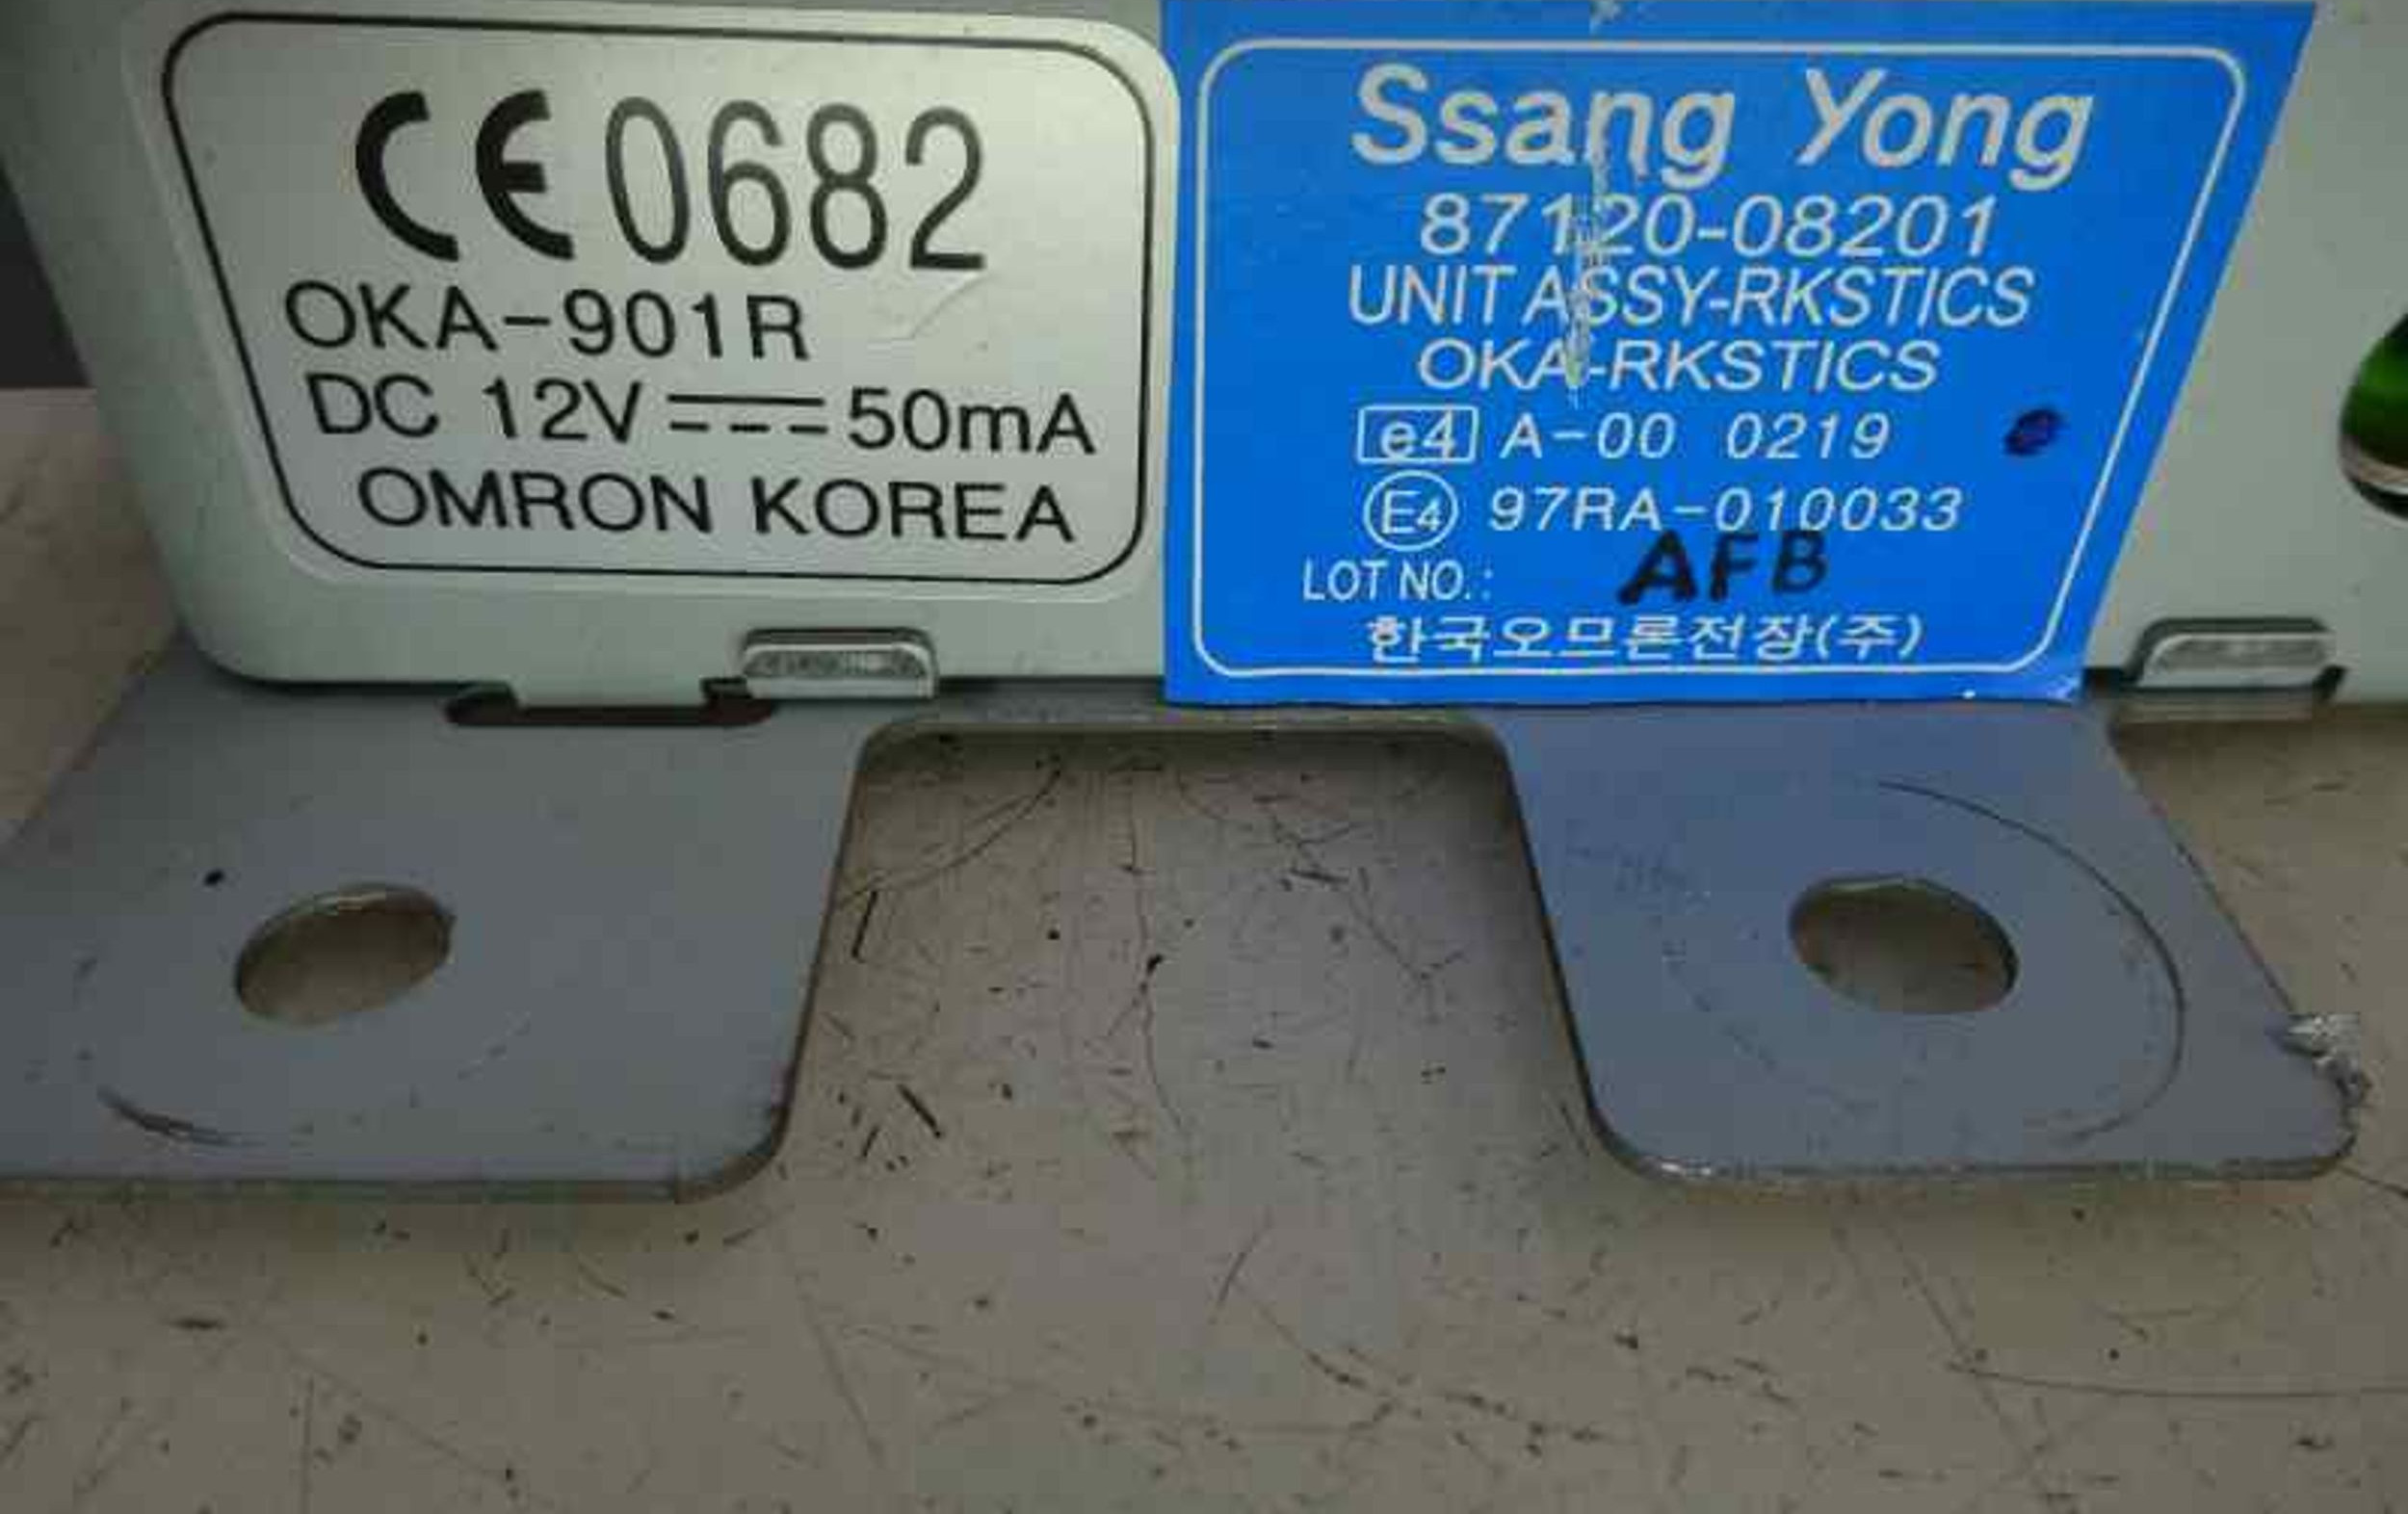 CE 0682
OKA-901R
DC 12V ⎓ 50mA
OMRON KOREA
Ssang Yong
87120-08201
UNIT ASSY-RKSTICS
OKA-RKSTICS
e4 A-00 0219
E4 97RA-010033
LOT NO.: AFB
한국오므론전장(주)